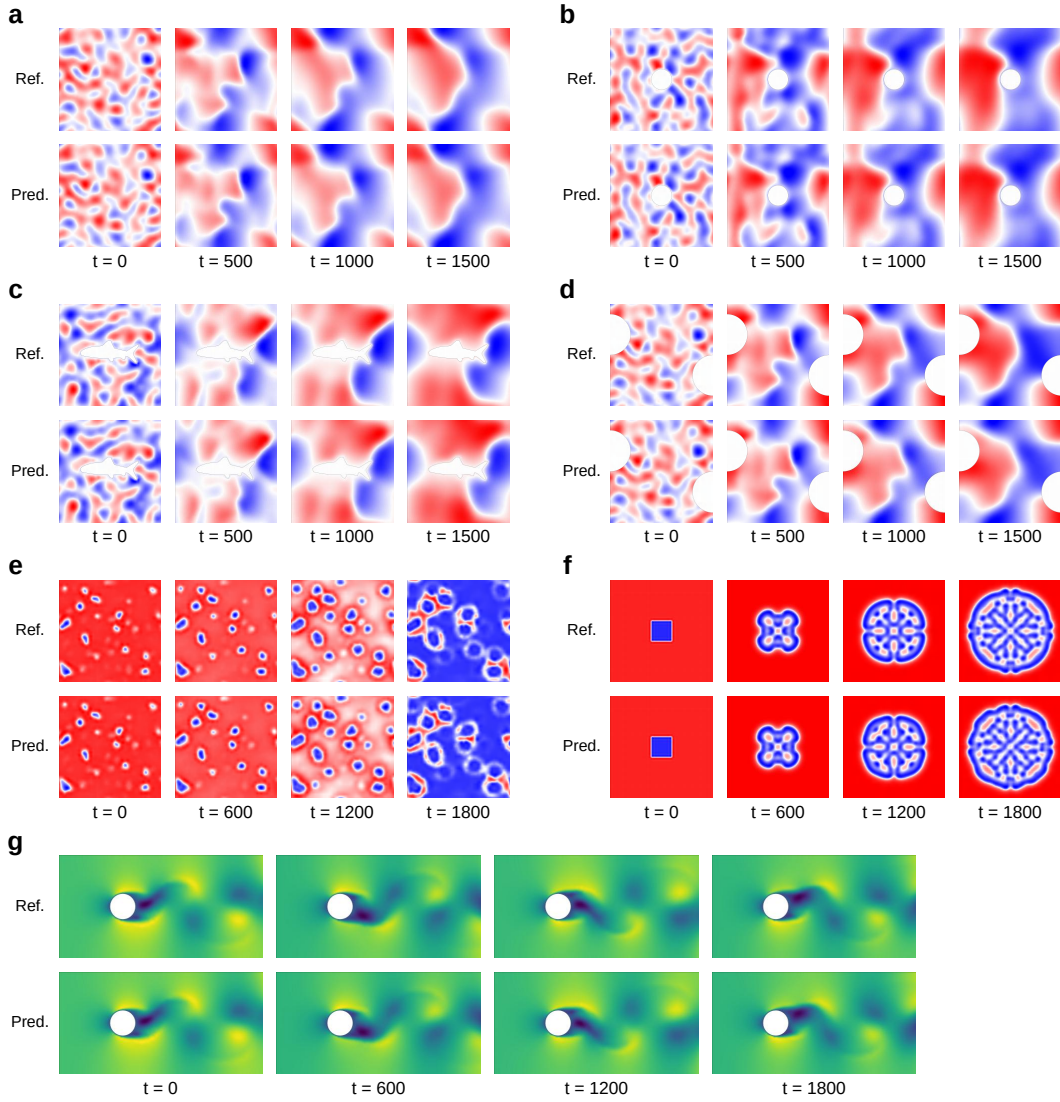 a b
Ref. Ref.
Pred. Pred.
t = 0 t = 500 t = 1000 t = 1500 t = 0 t = 500 t = 1000 t = 1500
c d
Ref. Ref.
Pred. Pred.
t = 0 t = 500 t = 1000 t = 1500 t = 0 t = 500 t = 1000 t = 1500
e f
Ref. Ref.
Pred. Pred.
t = 0 t = 600 t = 1200 t = 1800 t = 0 t = 600 t = 1200 t = 1800
g
Ref.
Pred.
t = 0 t = 600 t = 1200 t = 1800